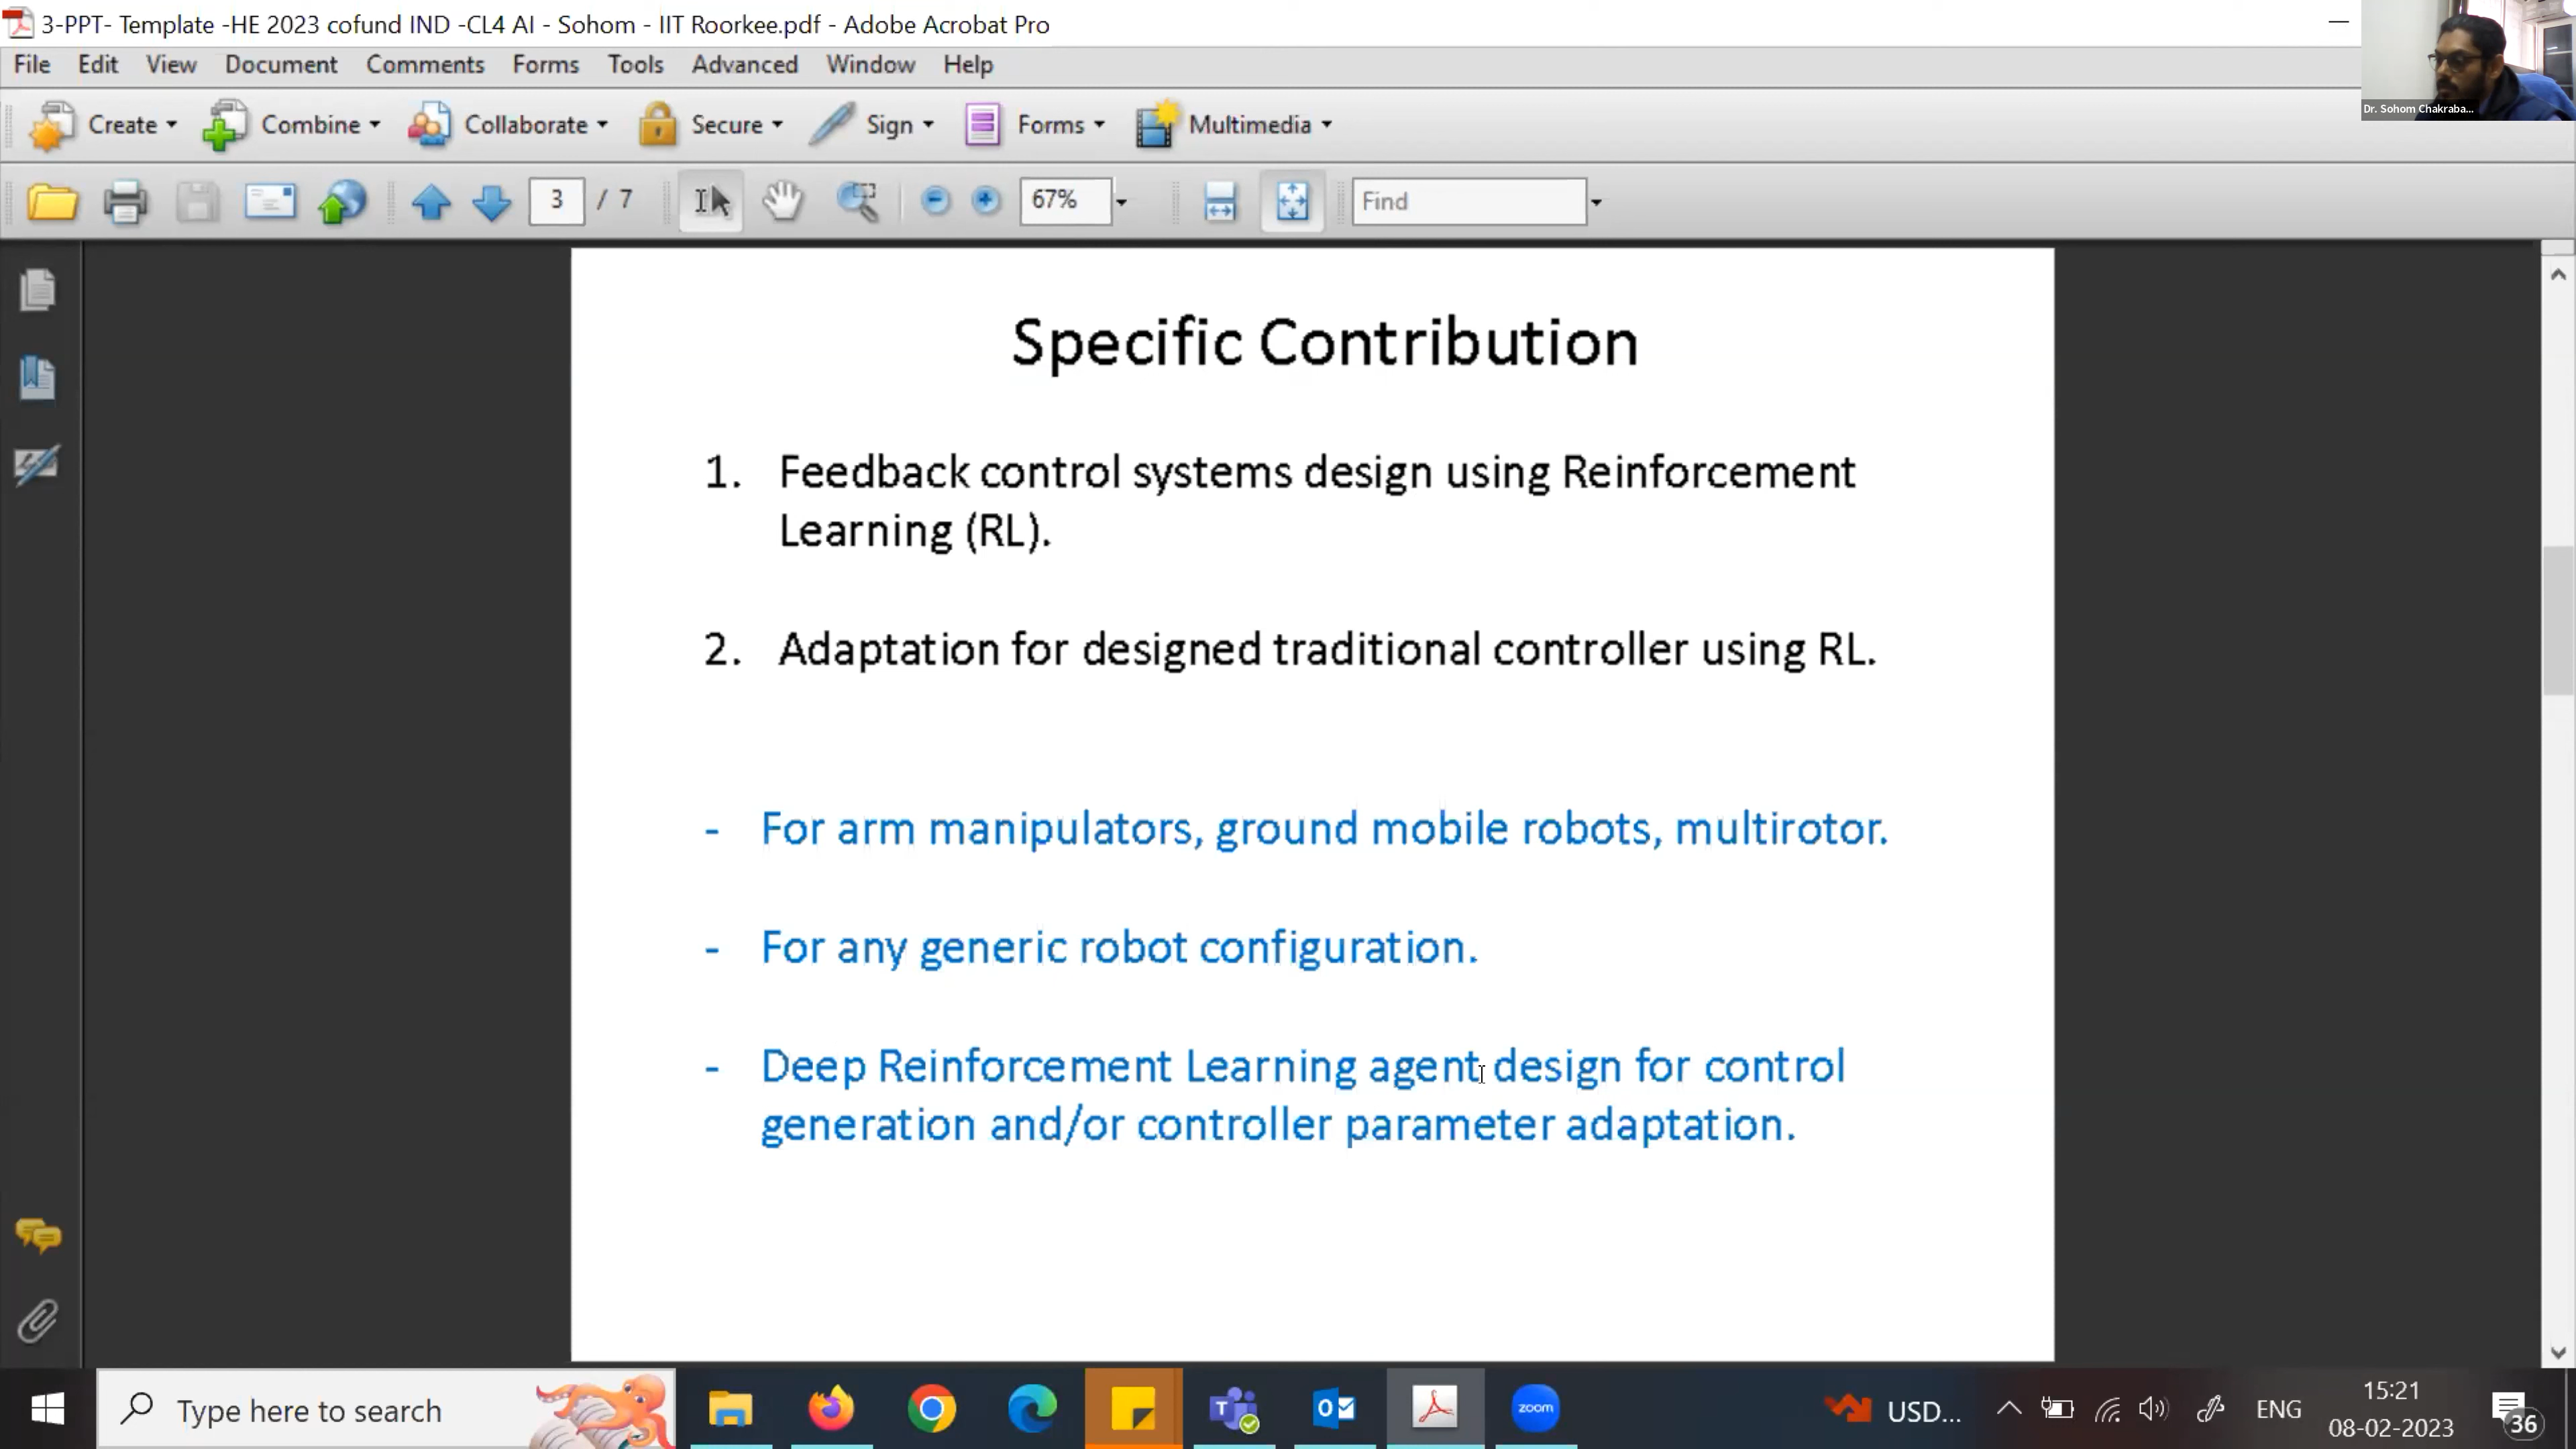 3-PPT- Template -HE 2023 cofund IND -CL4 AI - Sohom - IIT Roorkee.pdf - Adobe Acrobat Pro
File Edit View Document Comments Forms Tools Advanced Window Help
Dr. Sohom Chakraba...
Create Combine Collaborate Secure Sign Forms Multimedia
3 / 7 67% Find
Specific Contribution
1. Feedback control systems design using Reinforcement
Learning (RL).
2. Adaptation for designed traditional controller using RL.
- For arm manipulators, ground mobile robots, multirotor.
- For any generic robot configuration.
- Deep Reinforcement Learning agent design for control
generation and/or controller parameter adaptation.
Type here to search
zoom
USD...
ENG
15:21
08-02-2023
36